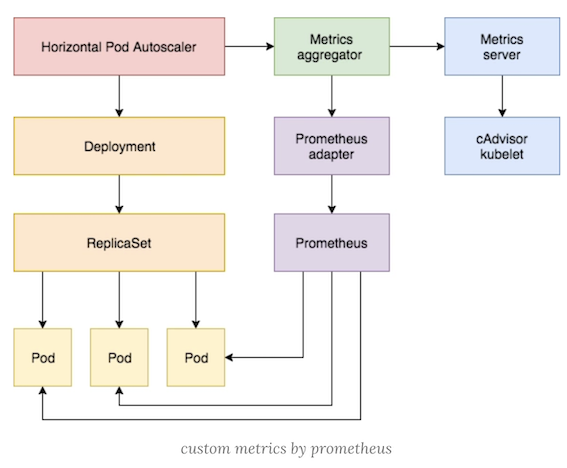 Horizontal Pod Autoscaler
Metrics
aggregator
Metrics
server
Deployment
Prometheus
adapter
cAdvisor
kubelet
ReplicaSet
Prometheus
Pod
Pod
Pod
custom metrics by prometheus